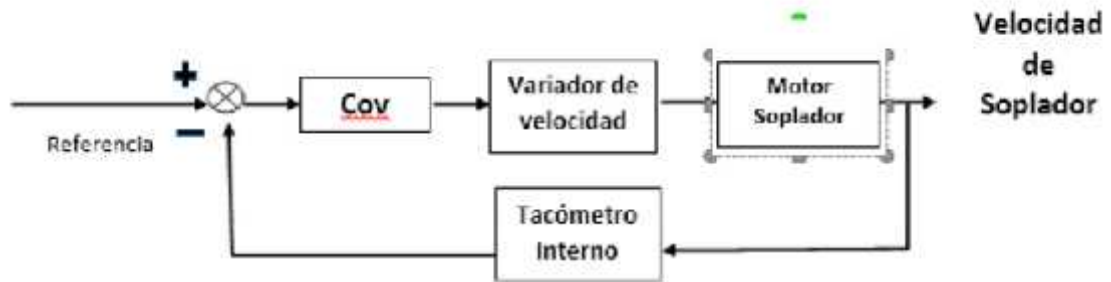 Velocidad
de
Soplador
+
Cov
Variador de
velocidad
Motor
Soplador
−
Referencia
Tacómetro
Interno